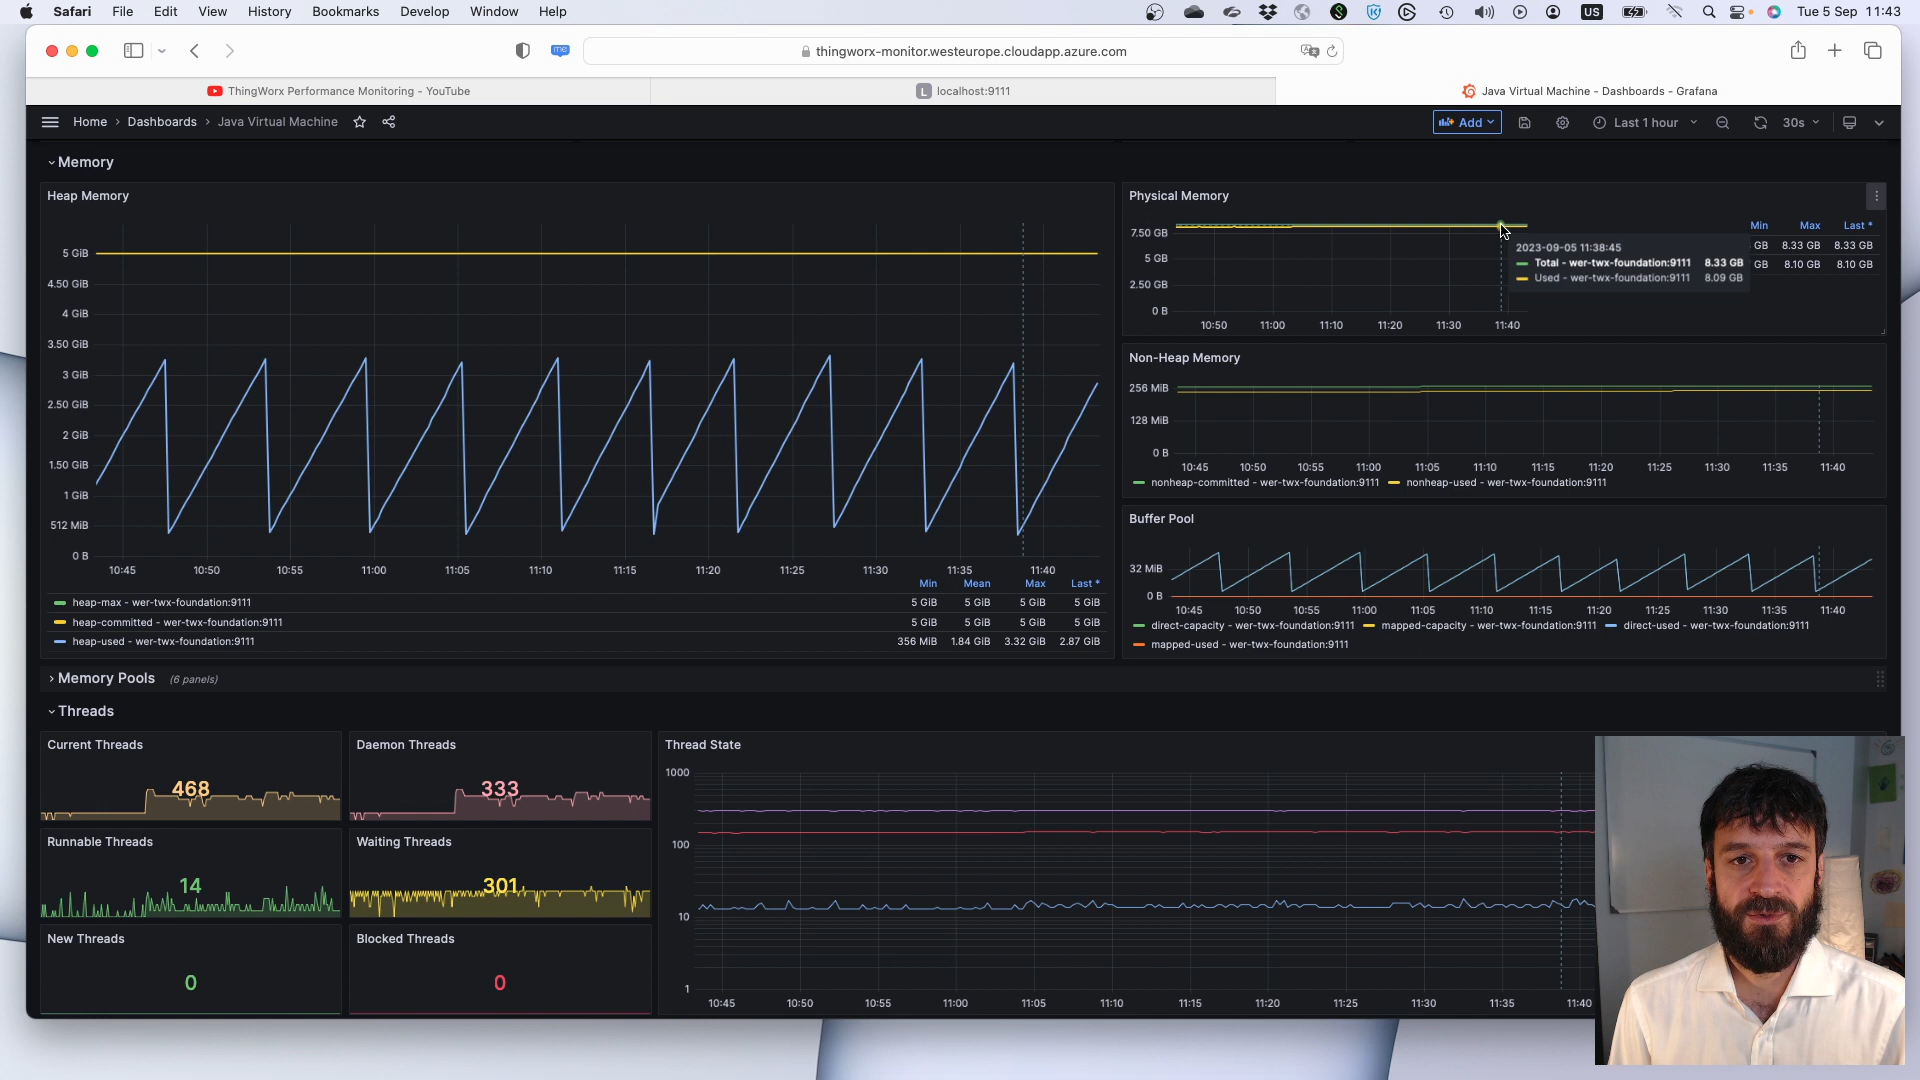 Safari File Edit View History Bookmarks Develop Window Help
US Tue 5 Sep 11:43
thingworx-monitor.westeurope.cloudapp.azure.com
ThingWorx Performance Monitoring - YouTube
L localhost:9111
Java Virtual Machine - Dashboards - Grafana
Home › Dashboards › Java Virtual Machine
Add Last 1 hour 30s
Memory
Heap Memory
5 GiB
4.50 GiB
4 GiB
3.50 GiB
3 GiB
2.50 GiB
2 GiB
1.50 GiB
1 GiB
512 MiB
0 B
10:45 10:50 10:55 11:00 11:05 11:10 11:15 11:20 11:25 11:30 11:35 11:40
Min Mean Max Last *
heap-max - wer-twx-foundation:9111 5 GiB 5 GiB 5 GiB 5 GiB
heap-committed - wer-twx-foundation:9111 5 GiB 5 GiB 5 GiB 5 GiB
heap-used - wer-twx-foundation:9111 356 MiB 1.84 GiB 3.32 GiB 2.87 GiB
Physical Memory
7.50 GB
5 GB
2.50 GB
0 B
10:50 11:00 11:10 11:20 11:30 11:40
Min Max Last *
GB 8.33 GB 8.33 GB
GB 8.10 GB 8.10 GB
2023-09-05 11:38:45
Total - wer-twx-foundation:9111 8.33 GB
Used - wer-twx-foundation:9111 8.09 GB
Non-Heap Memory
256 MiB
128 MiB
0 B
10:45 10:50 10:55 11:00 11:05 11:10 11:15 11:20 11:25 11:30 11:35 11:40
nonheap-committed - wer-twx-foundation:9111 nonheap-used - wer-twx-foundation:9111
Buffer Pool
32 MiB
0 B
10:45 10:50 10:55 11:00 11:05 11:10 11:15 11:20 11:25 11:30 11:35 11:40
direct-capacity - wer-twx-foundation:9111 mapped-capacity - wer-twx-foundation:9111 direct-used - wer-twx-foundation:9111
mapped-used - wer-twx-foundation:9111
Memory Pools (6 panels)
Threads
Current Threads
468
Daemon Threads
333
Runnable Threads
14
Waiting Threads
301
New Threads
0
Blocked Threads
0
Thread State
1000
100
10
1
10:45 10:50 10:55 11:00 11:05 11:10 11:15 11:20 11:25 11:30 11:35 11:40